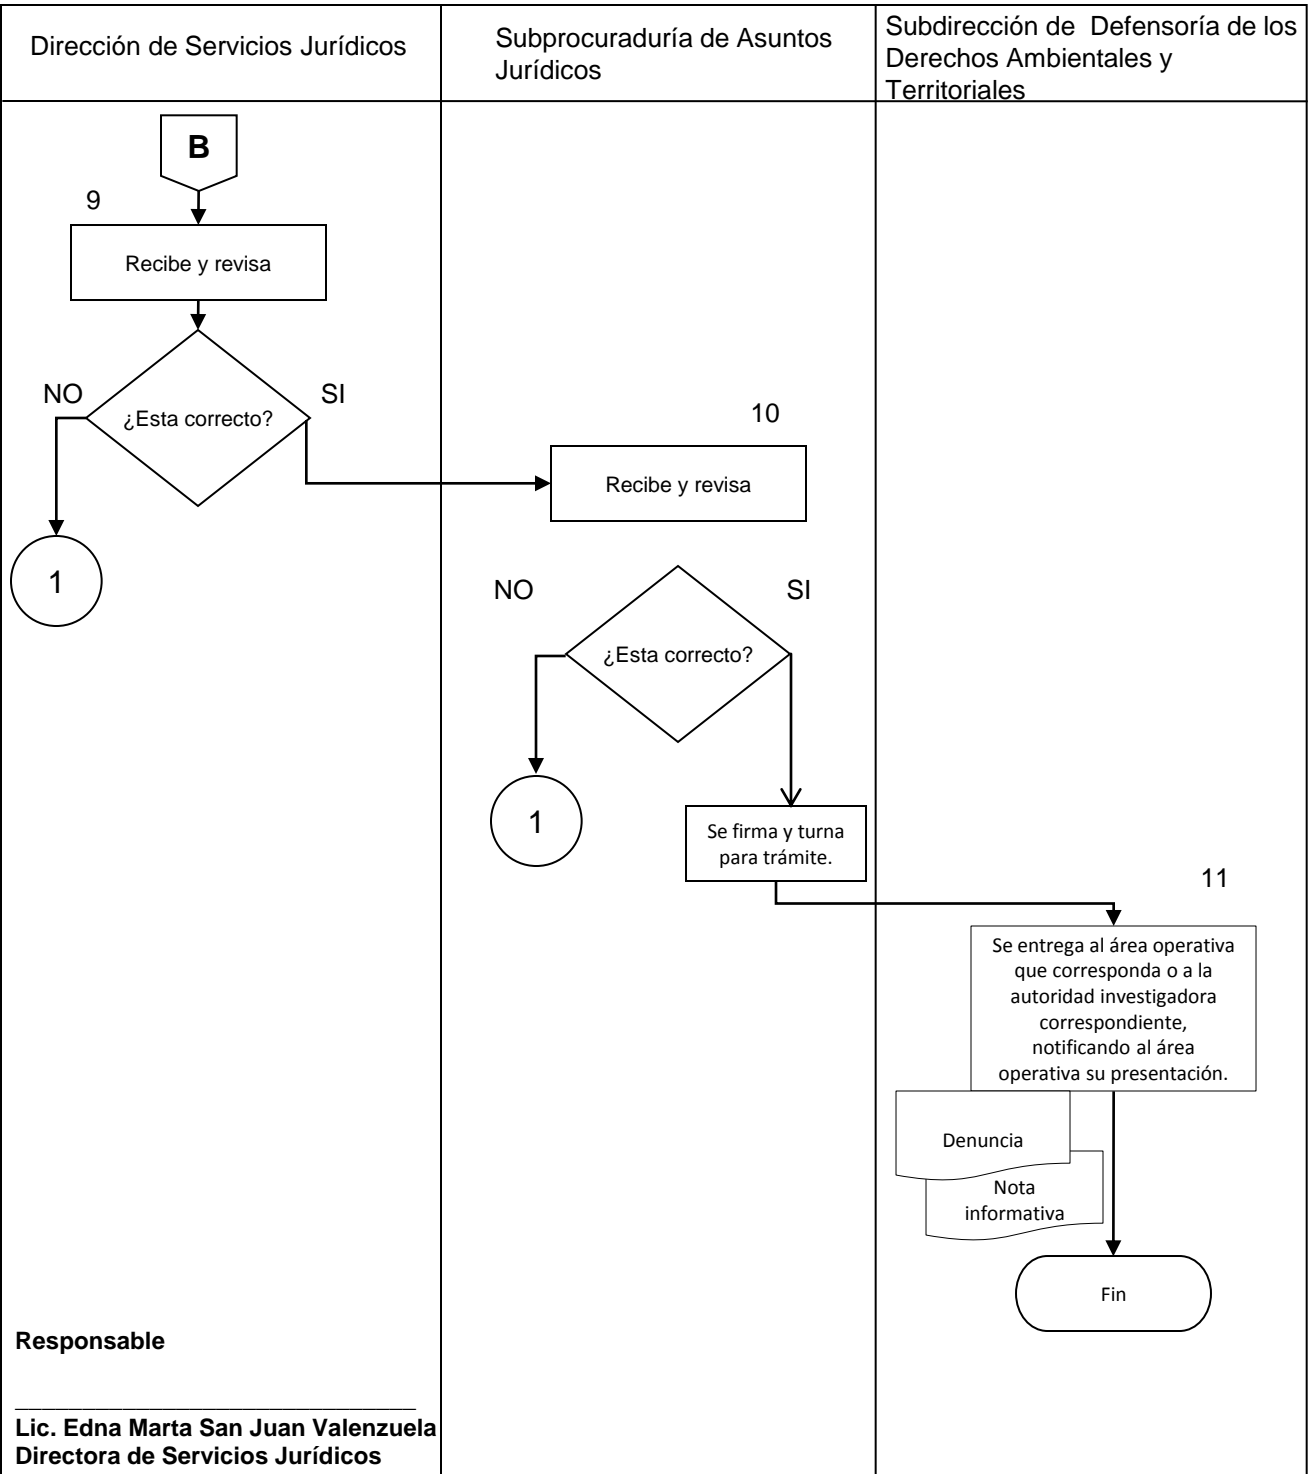 Dirección de Servicios Jurídicos
Subprocuraduría de Asuntos
Jurídicos
Subdirección de Defensoría de los
Derechos Ambientales y
Territoriales
B
9
Recibe y revisa
NO
SI
¿Esta correcto?
1
10
Recibe y revisa
NO
SI
¿Esta correcto?
1
Se firma y turna
para trámite.
11
Se entrega al área operativa
que corresponda o a la
autoridad investigadora
correspondiente,
notificando al área
operativa su presentación.
Denuncia
Nota
informativa
Fin
Responsable
Lic. Edna Marta San Juan Valenzuela
Directora de Servicios Jurídicos